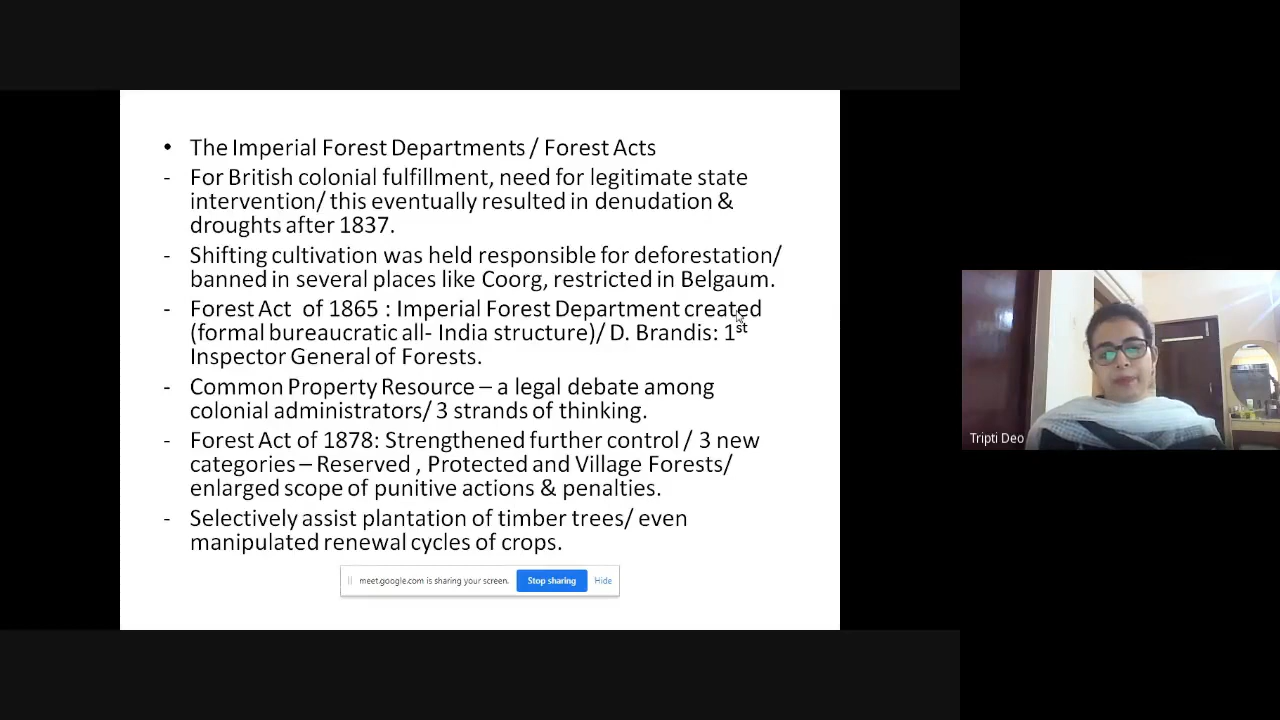 • The Imperial Forest Departments / Forest Acts
- For British colonial fulfillment, need for legitimate state
intervention/ this eventually resulted in denudation &
droughts after 1837.
- Shifting cultivation was held responsible for deforestation/
banned in several places like Coorg, restricted in Belgaum.
- Forest Act of 1865 : Imperial Forest Department created
(formal bureaucratic all- India structure)/ D. Brandis: 1st
Inspector General of Forests.
- Common Property Resource – a legal debate among
colonial administrators/ 3 strands of thinking.
- Forest Act of 1878: Strengthened further control / 3 new
categories – Reserved , Protected and Village Forests/
enlarged scope of punitive actions & penalties.
- Selectively assist plantation of timber trees/ even
manipulated renewal cycles of crops.
meet.google.com is sharing your screen. Stop sharing Hide
Tripti Deo